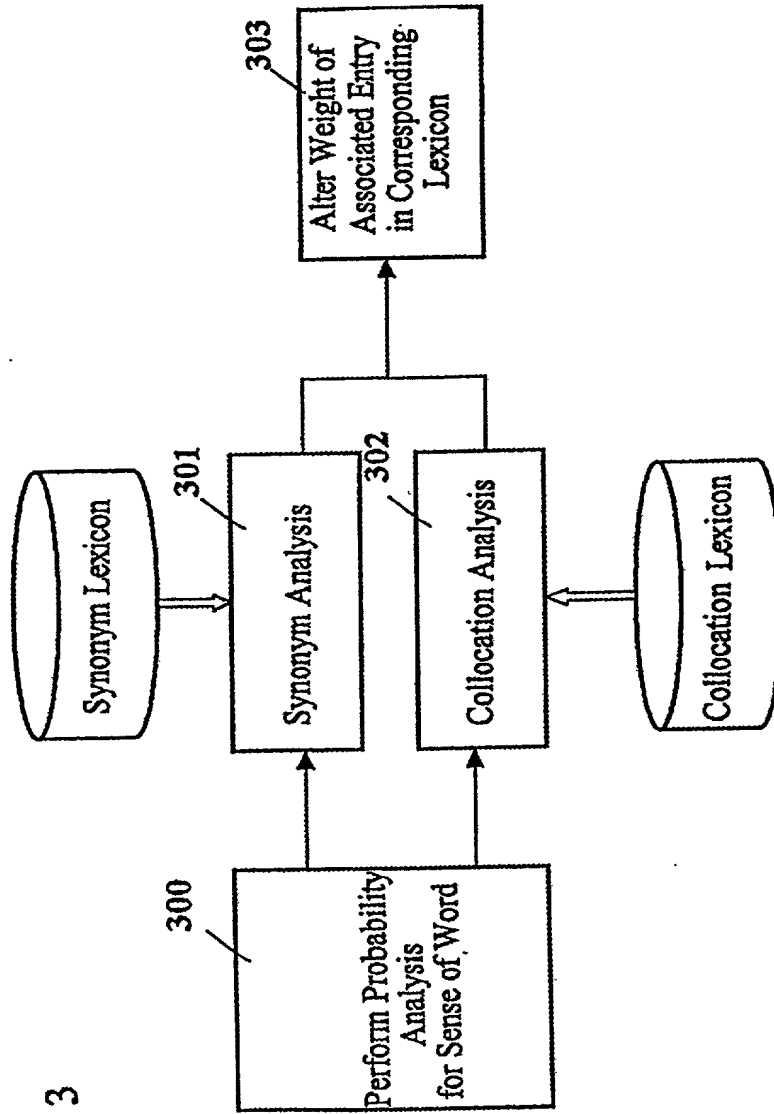 3
300
Perform Probability
Analysis
for Sense of Word
Synonym Lexicon
301
Synonym Analysis
302
Collocation Analysis
Collocation Lexicon
303
Alter Weight of
Associated Entry
in Corresponding
Lexicon